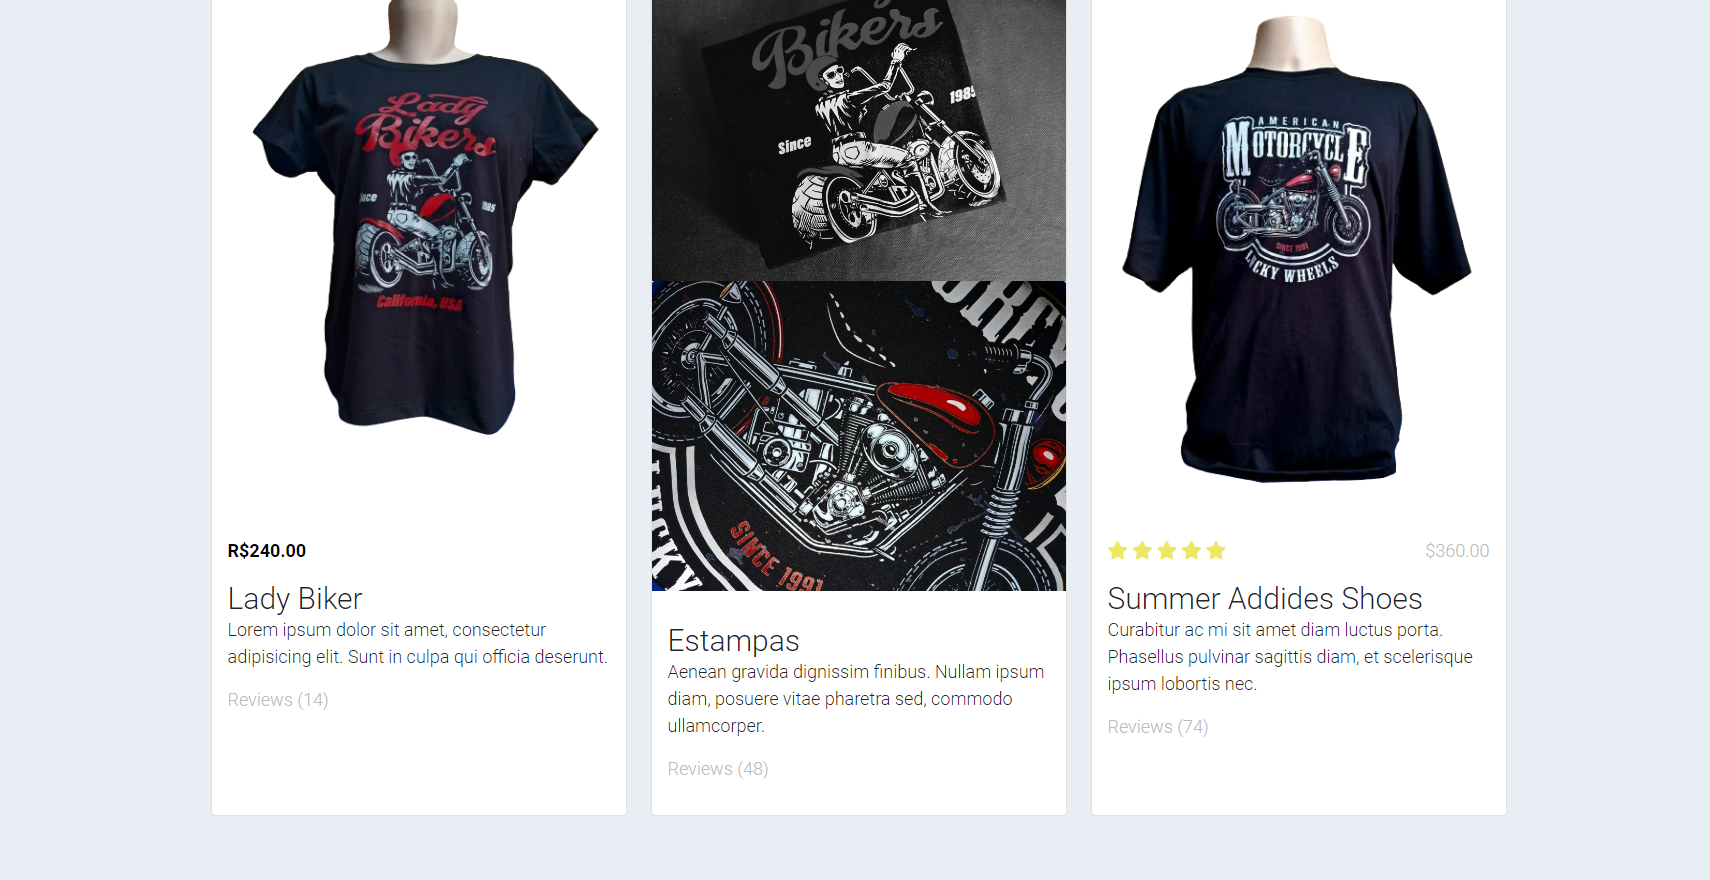 Lady
Bikers
Since
1985
California, USA
R$240.00
Lady Biker
Lorem ipsum dolor sit amet, consectetur
adipisicing elit. Sunt in culpa qui officia deserunt.
Reviews (14)
Bikers
1985
Since
LUCKY
SINCE 1991
Estampas
Aenean gravida dignissim finibus. Nullam ipsum
diam, posuere vitae pharetra sed, commodo
ullamcorper.
Reviews (48)
AMERICAN
MOTORCYCLE
SINCE 1991
LUCKY WHEELS
$360.00
Summer Addides Shoes
Curabitur ac mi sit amet diam luctus porta.
Phasellus pulvinar sagittis diam, et scelerisque
ipsum lobortis nec.
Reviews (74)